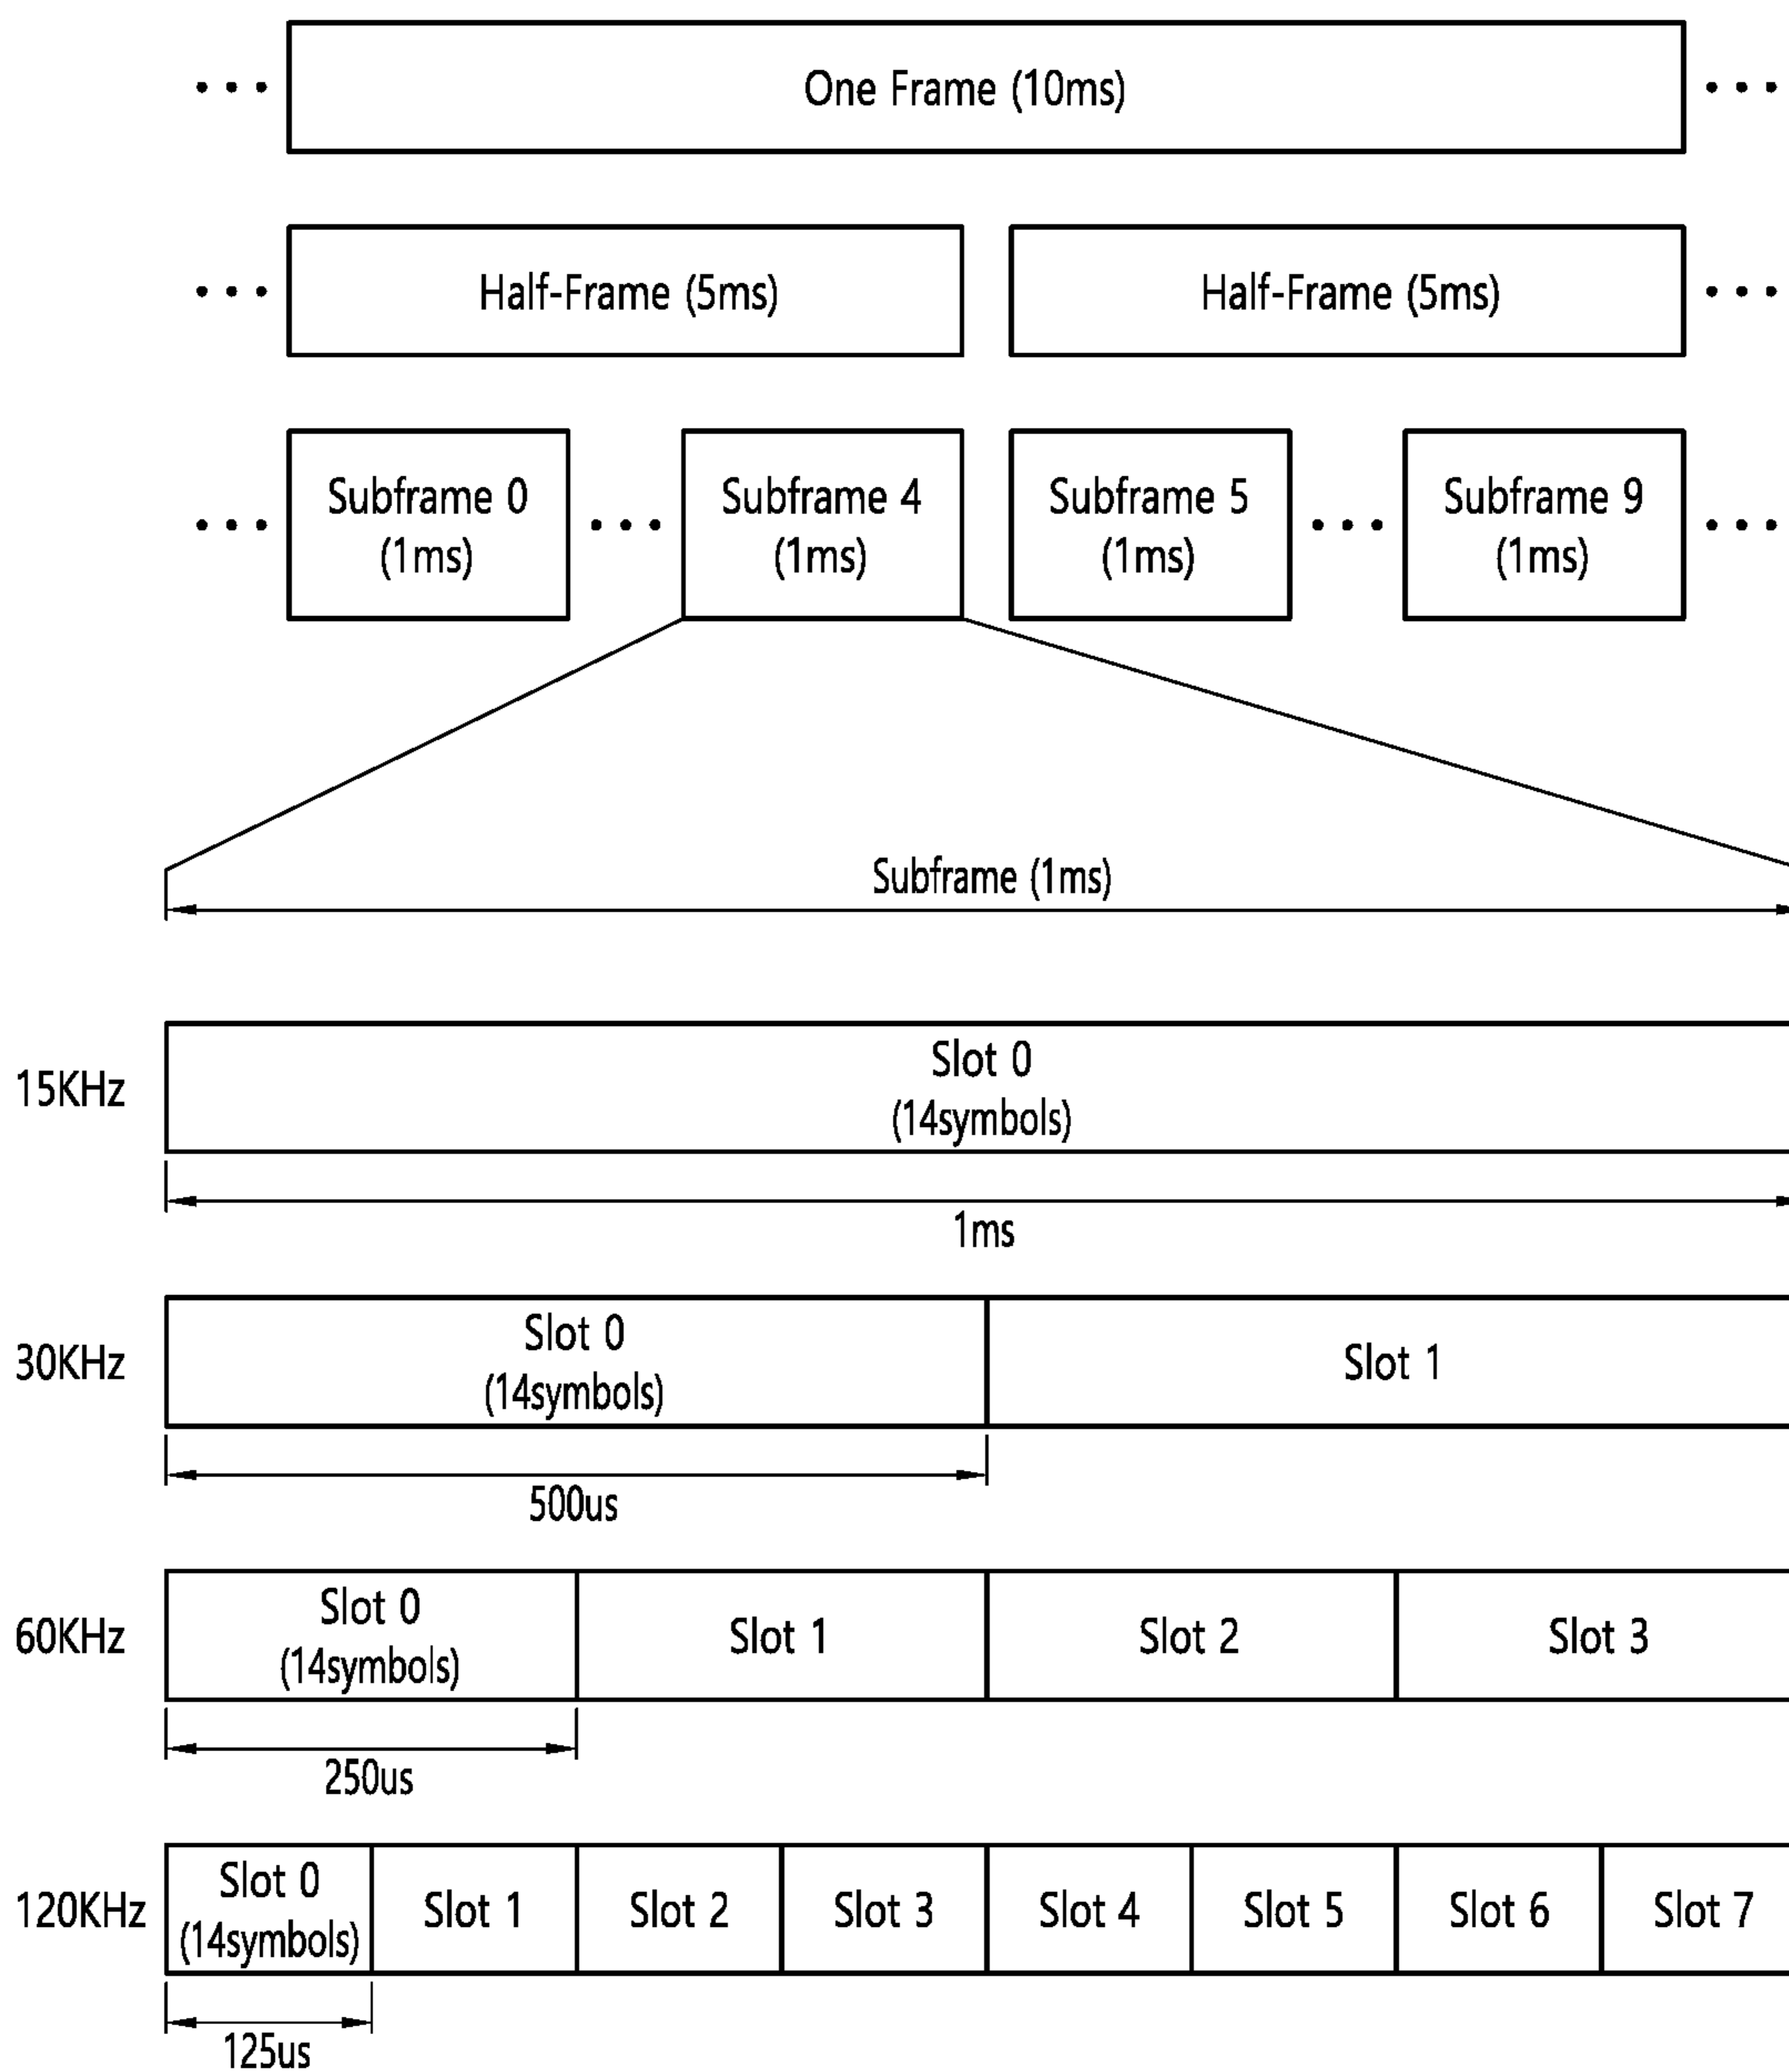 One Frame (10ms)
Half-Frame (5ms)
Half-Frame (5ms)
Subframe 0
(1ms)
Subframe 4
(1ms)
Subframe 5
(1ms)
Subframe 9
(1ms)
Subframe (1ms)
15KHz
Slot 0
(14symbols)
1ms
30KHz
Slot 0
(14symbols)
Slot 1
500us
60KHz
Slot 0
(14symbols)
Slot 1
Slot 2
Slot 3
250us
120KHz
Slot 0
(14symbols)
Slot 1
Slot 2
Slot 3
Slot 4
Slot 5
Slot 6
Slot 7
125us